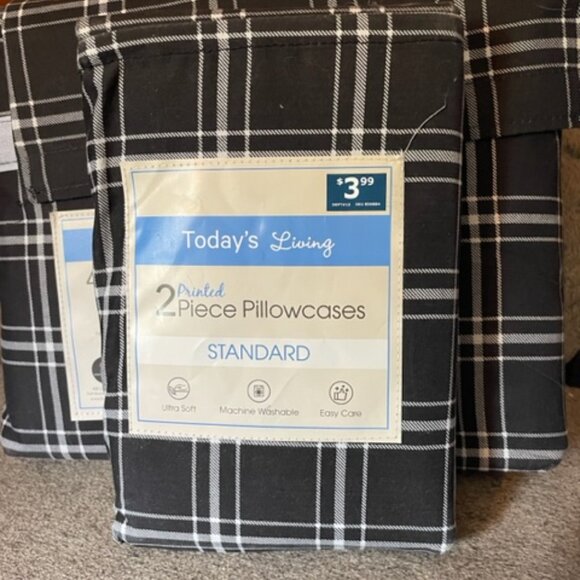 $3.99
Today's Living
Printed
2 Piece Pillowcases
STANDARD
Ultra Soft
Machine Washable
Easy Care